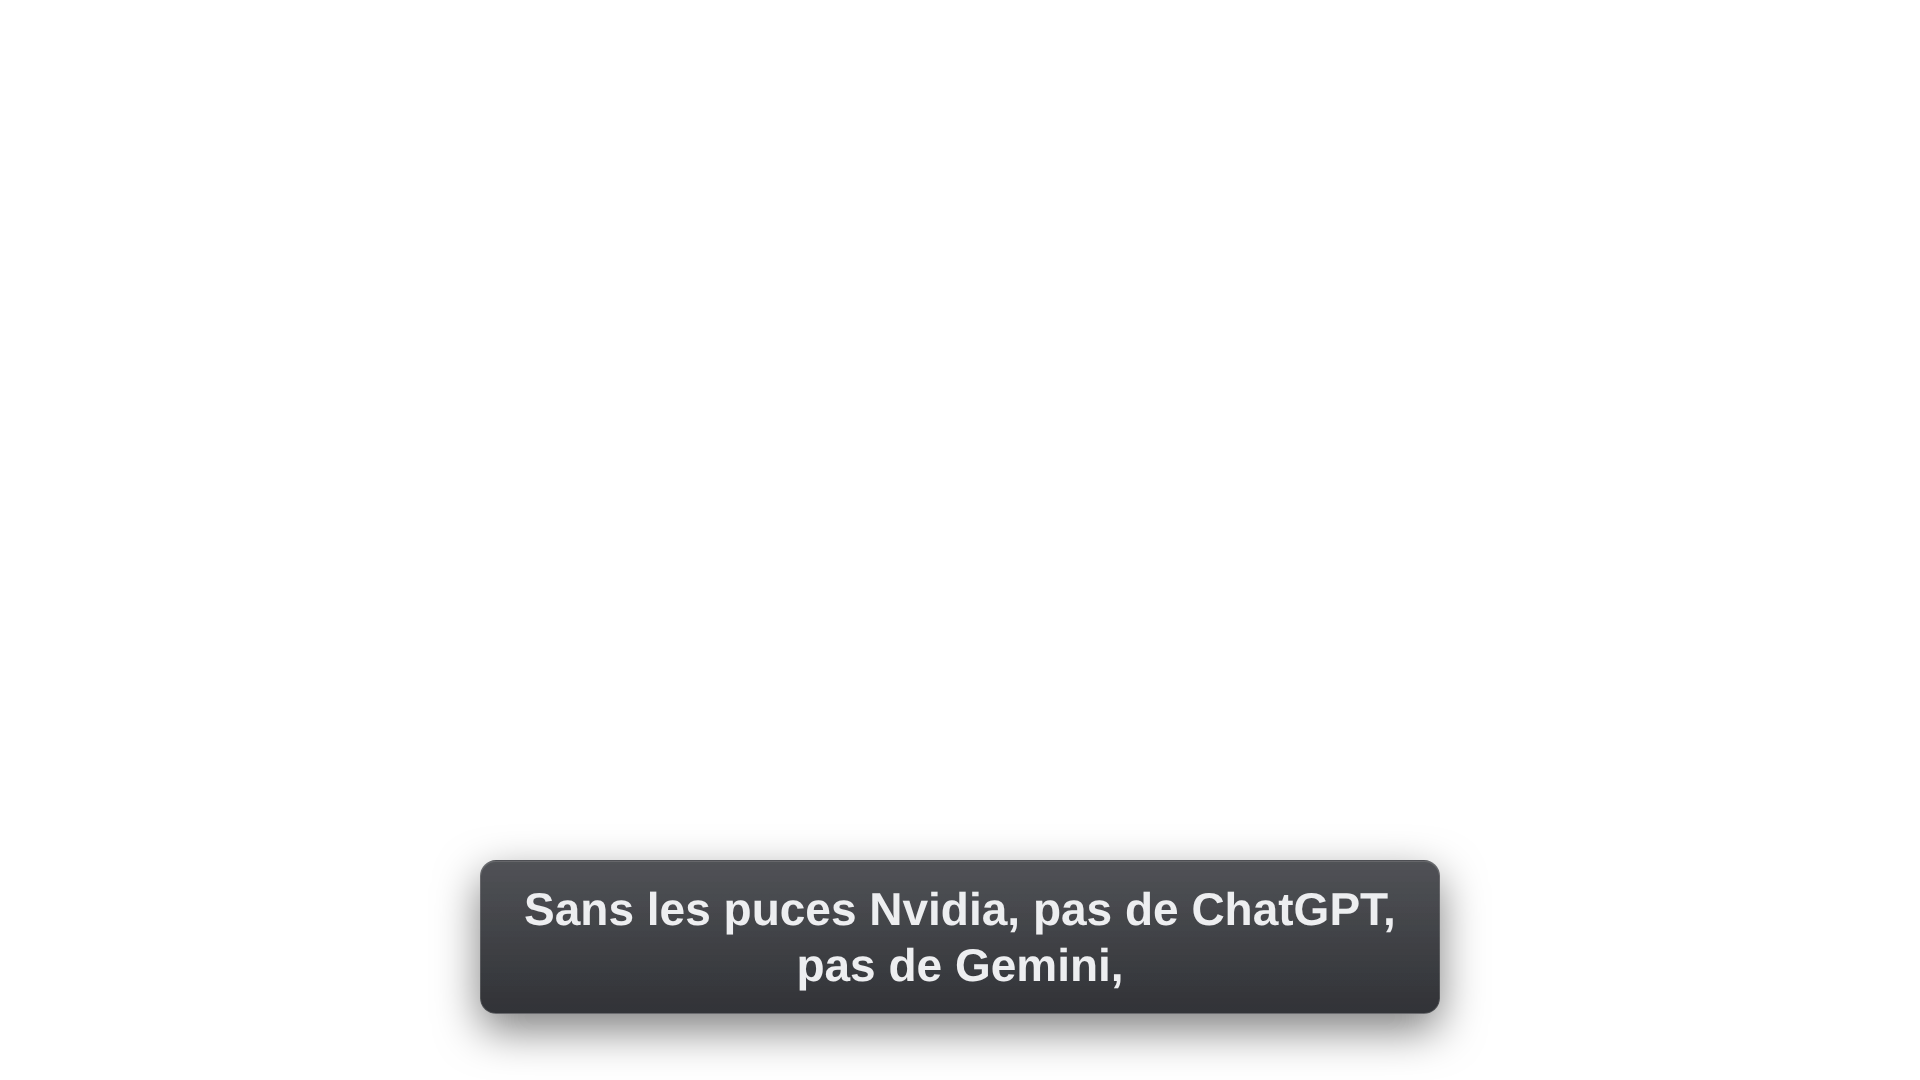 Sans les puces Nvidia, pas de ChatGPT,
pas de Gemini,